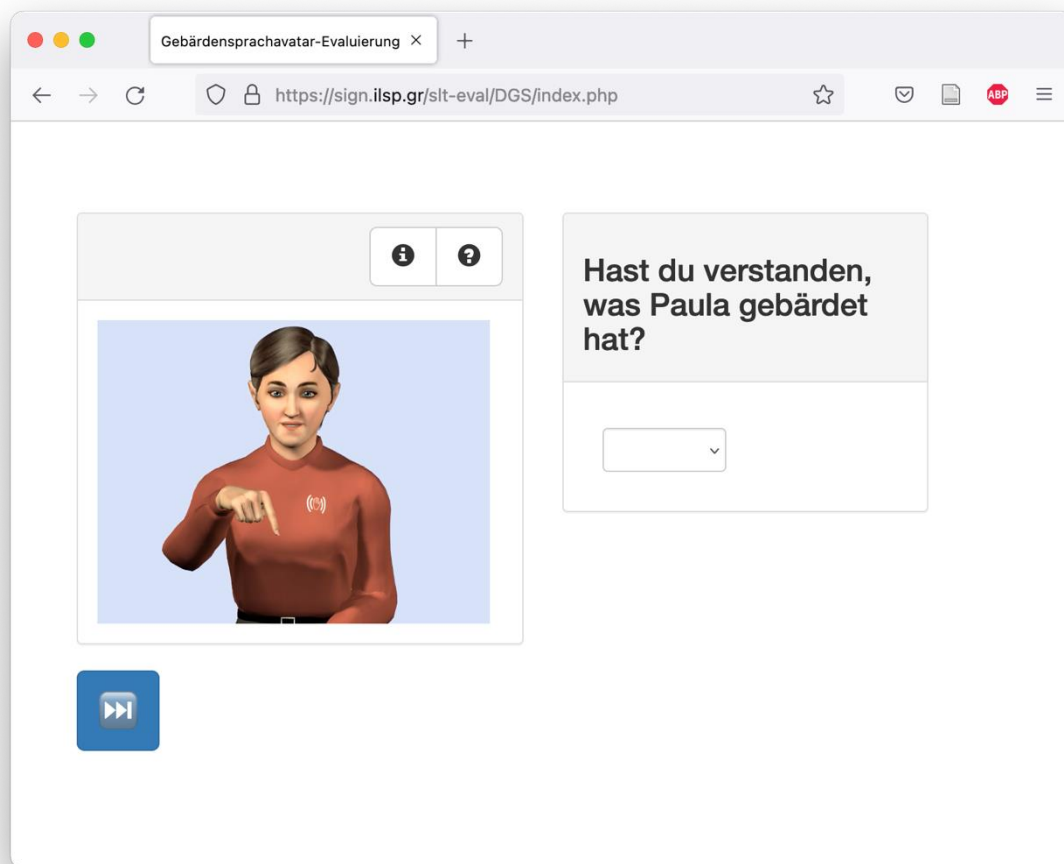 Gebärdensprachavatar-Evaluierung
https://sign.ilsp.gr/slt-eval/DGS/index.php
ABP
Hast du verstanden,
was Paula gebärdet
hat?